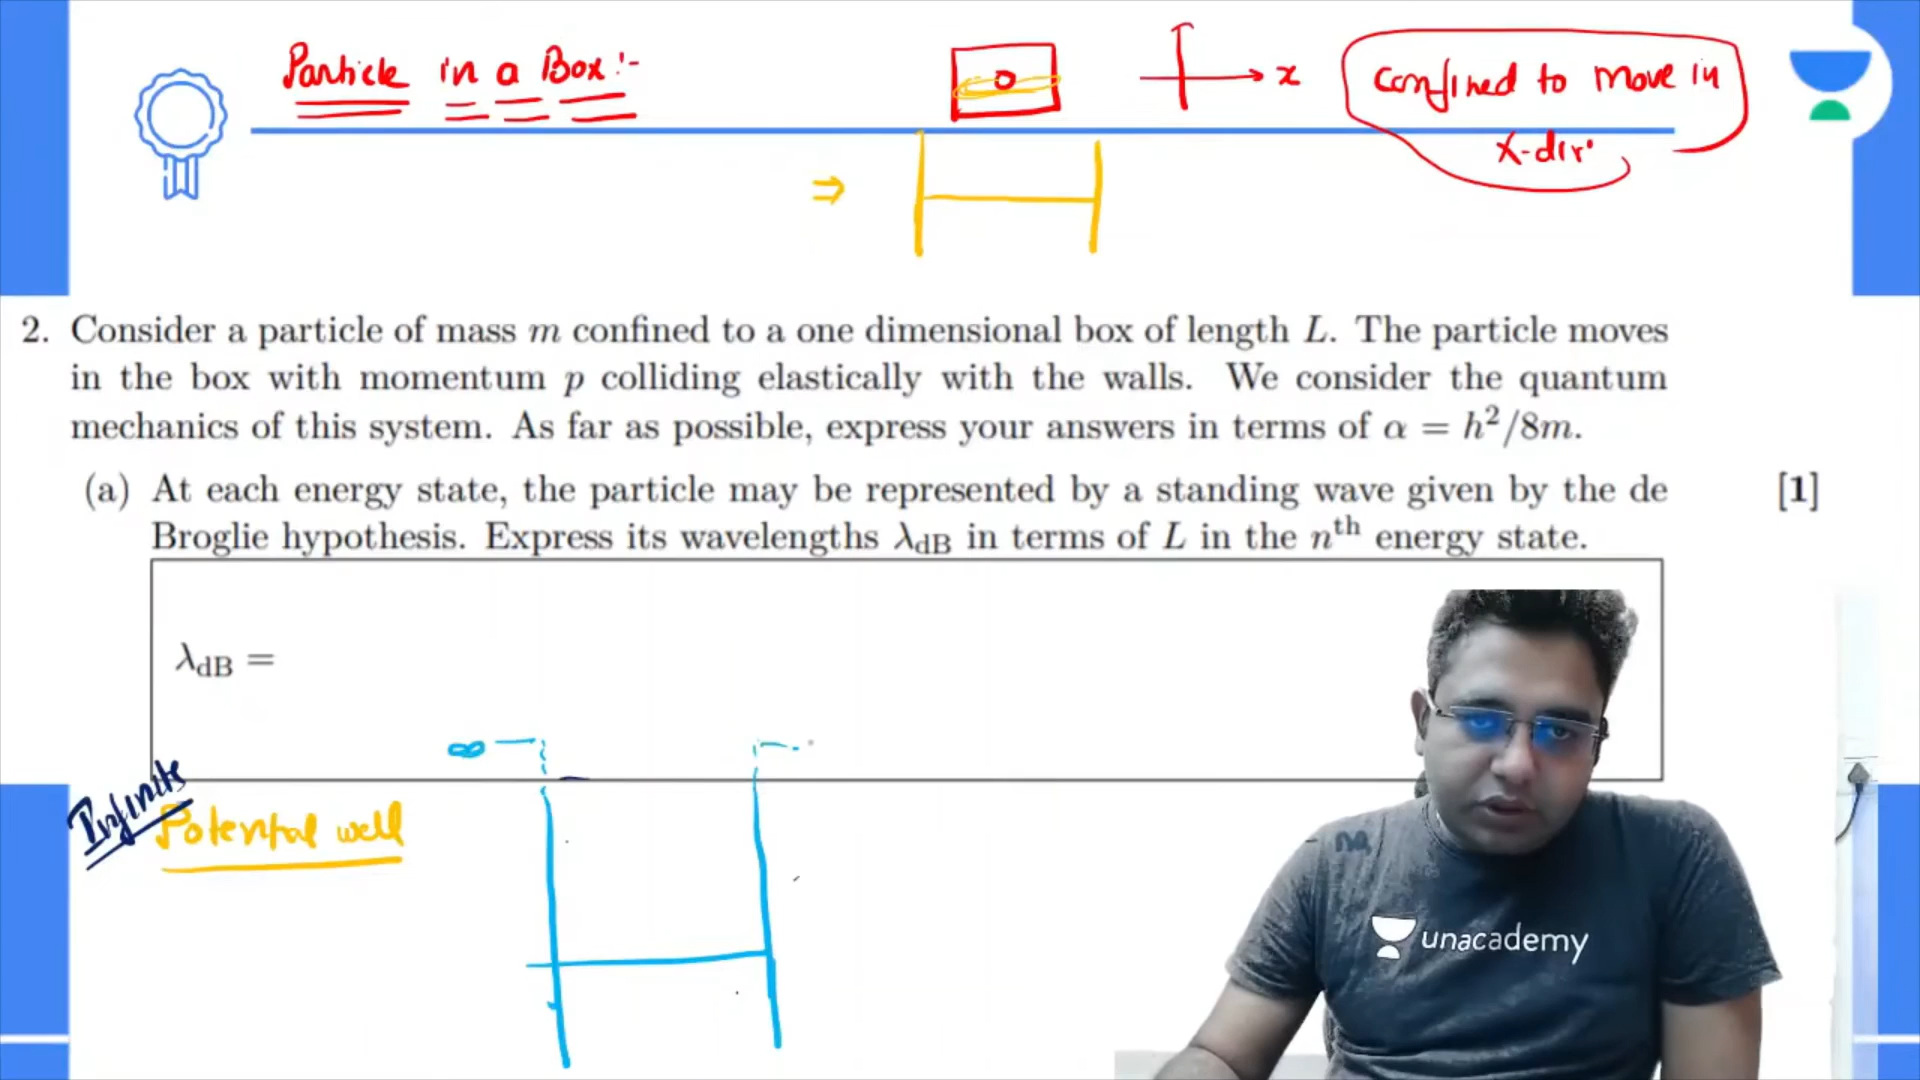 Particle in a Box :-
x
confined to move in
x-dir.
⇒
2. Consider a particle of mass m confined to a one dimensional box of length L. The particle moves
in the box with momentum p colliding elastically with the walls. We consider the quantum
mechanics of this system. As far as possible, express your answers in terms of α = h²/8m.
(a) At each energy state, the particle may be represented by a standing wave given by the de [1]
Broglie hypothesis. Express its wavelengths λdB in terms of L in the nᵗʰ energy state.
λdB =
∞
Infinite
Potential well
unacademy